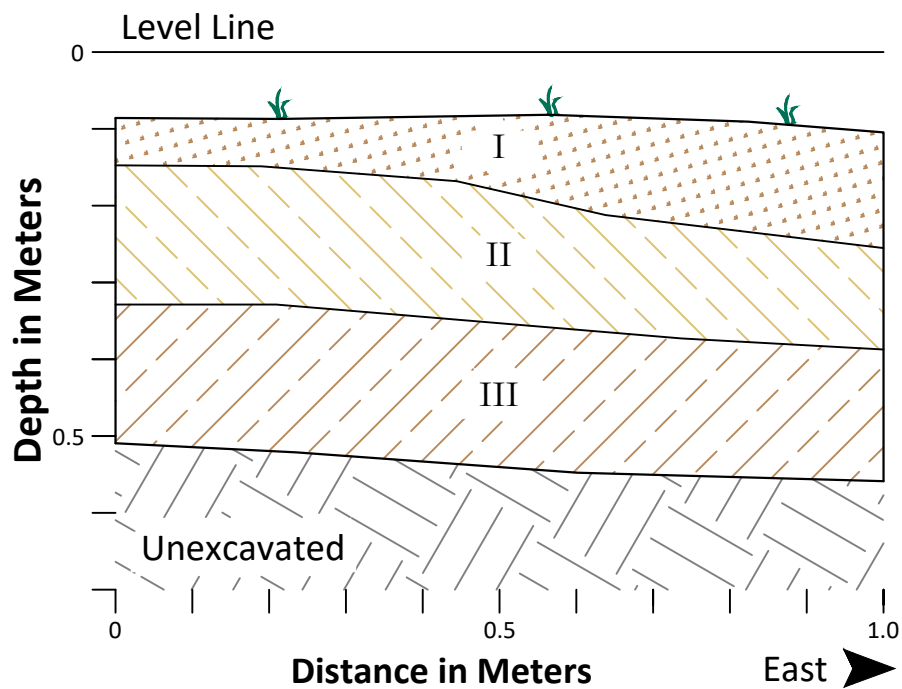 Level Line
0
I
II
III
Depth in Meters
0.5
Unexcavated
0
0.5
1.0
Distance in Meters
East